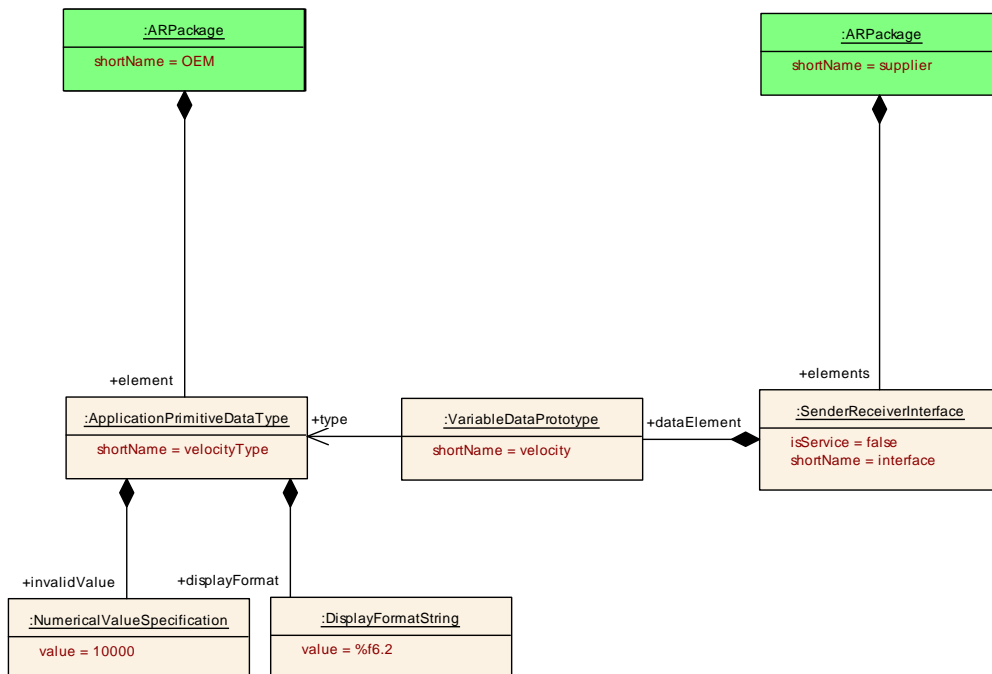 :ARPackage
shortName = OEM
:ARPackage
shortName = supplier
+element
+elements
:ApplicationPrimitiveDataType
shortName = velocityType
+type
:VariableDataPrototype
shortName = velocity
+dataElement
:SenderReceiverInterface
isService = false
shortName = interface
+invalidValue
+displayFormat
:NumericalValueSpecification
value = 10000
:DisplayFormatString
value = %f6.2